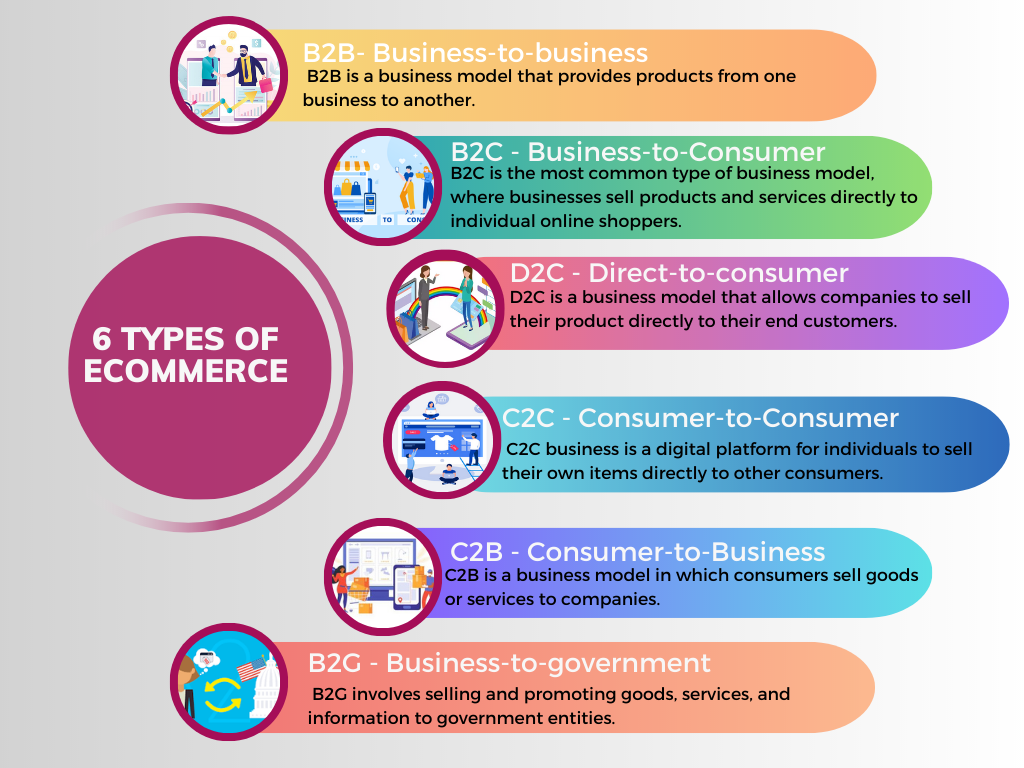 B2B- Business-to-business
B2B is a business model that provides products from one
business to another.
B2C - Business-to-Consumer
B2C is the most common type of business model,
where businesses sell products and services directly to
individual online shoppers.
TO
D2C - Direct-to-consumer
D2C is a business model that allows companies to sell
their product directly to their end customers.
6 TYPES OF
ECOMMERCE
C2C - Consumer-to-Consumer
C2C business is a digital platform for individuals to sell
their own items directly to other consumers.
C2B - Consumer-to-Business
C2B is a business model in which consumers sell goods
or services to companies.
B2G - Business-to-government
B2G involves selling and promoting goods, services, and
information to government entities.